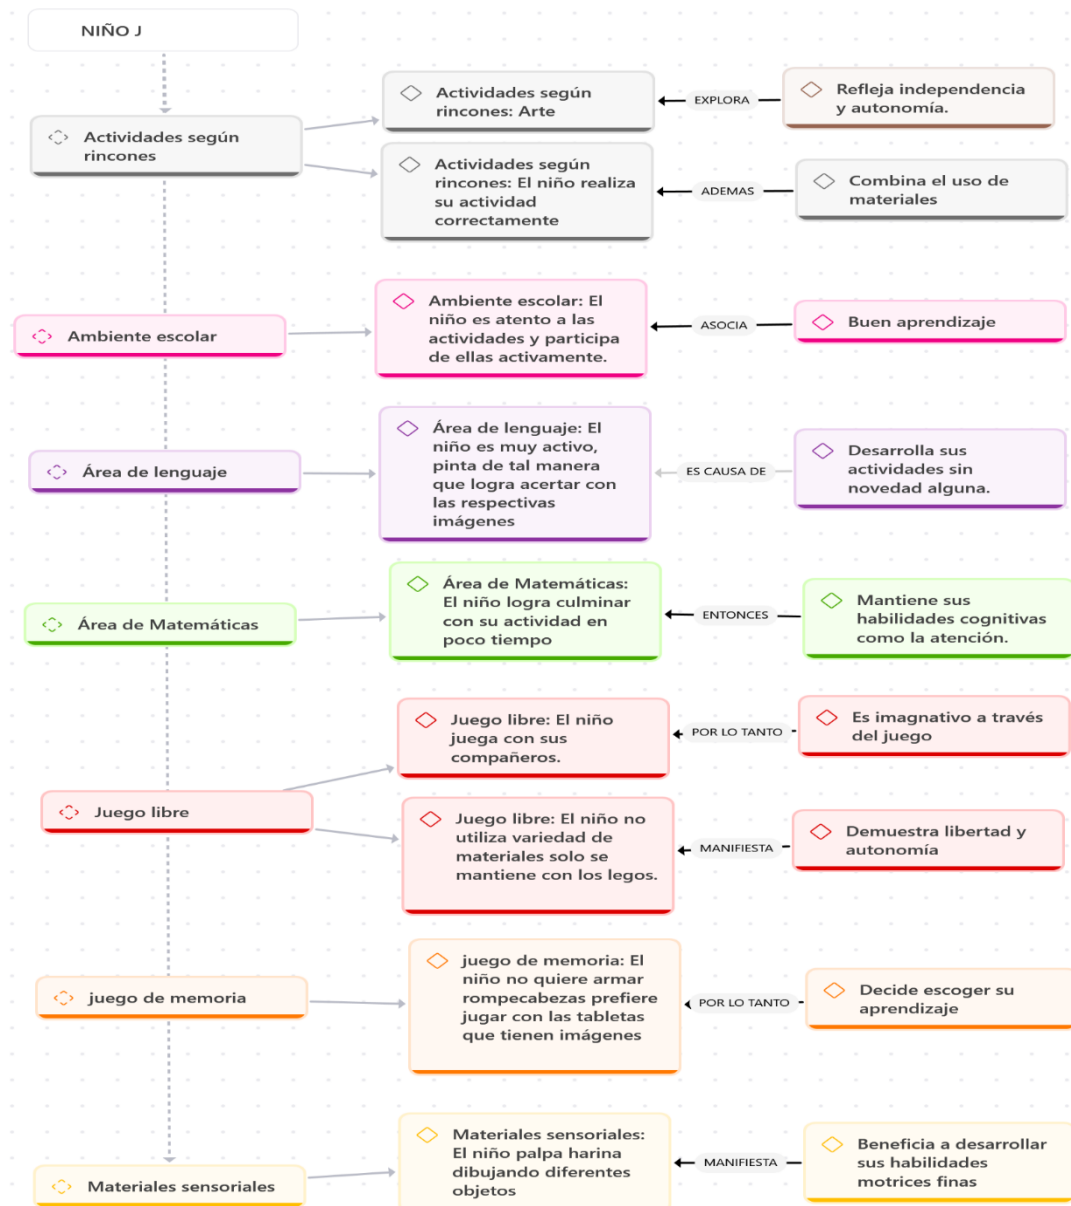 NIÑO J
Actividades según
rincones
Actividades según
rincones: Arte
EXPLORA
Refleja independencia
y autonomía.
Actividades según
rincones: El niño realiza
su actividad
correctamente
ADEMAS
Combina el uso de
materiales
Ambiente escolar
Ambiente escolar: El
niño es atento a las
actividades y participa
de ellas activamente.
ASOCIA
Buen aprendizaje
Área de lenguaje
Área de lenguaje: El
niño es muy activo,
pinta de tal manera
que logra acertar con
las respectivas
imágenes
ES CAUSA DE
Desarrolla sus
actividades sin
novedad alguna.
Área de Matemáticas
Área de Matemáticas:
El niño logra culminar
con su actividad en
poco tiempo
ENTONCES
Mantiene sus
habilidades cognitivas
como la atención.
Juego libre
Juego libre: El niño
juega con sus
compañeros.
POR LO TANTO
Es imagnativo a través
del juego
Juego libre: El niño no
utiliza variedad de
materiales solo se
mantiene con los legos.
MANIFIESTA
Demuestra libertad y
autonomía
juego de memoria
juego de memoria: El
niño no quiere armar
rompecabezas prefiere
jugar con las tabletas
que tienen imágenes
POR LO TANTO
Decide escoger su
aprendizaje
Materiales sensoriales
Materiales sensoriales:
El niño palpa harina
dibujando diferentes
objetos
MANIFIESTA
Beneficia a desarrollar
sus habilidades
motrices finas